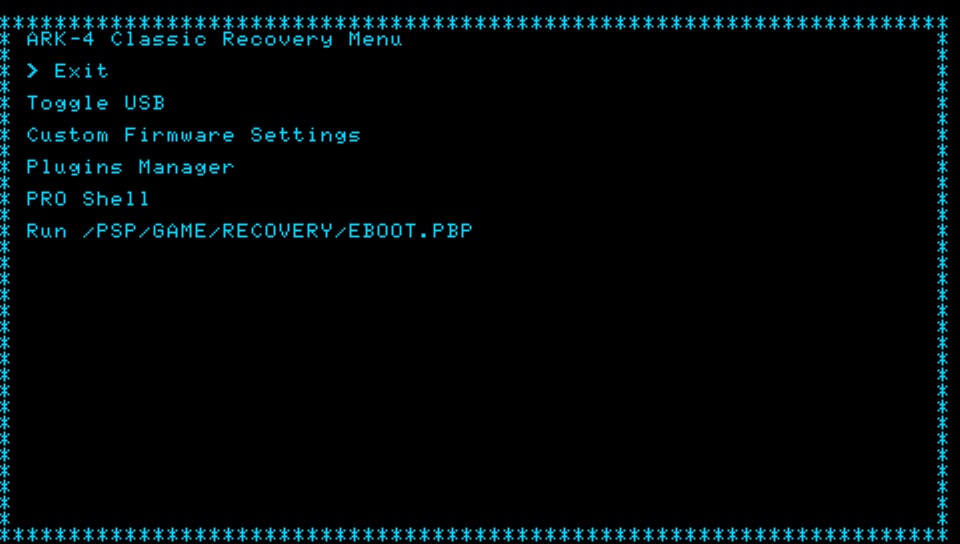 ARK-4 Classic Recovery Menu
> Exit
Toggle USB
Custom Firmware Settings
Plugins Manager
PRO Shell
Run /PSP/GAME/RECOVERY/EBOOT.PBP